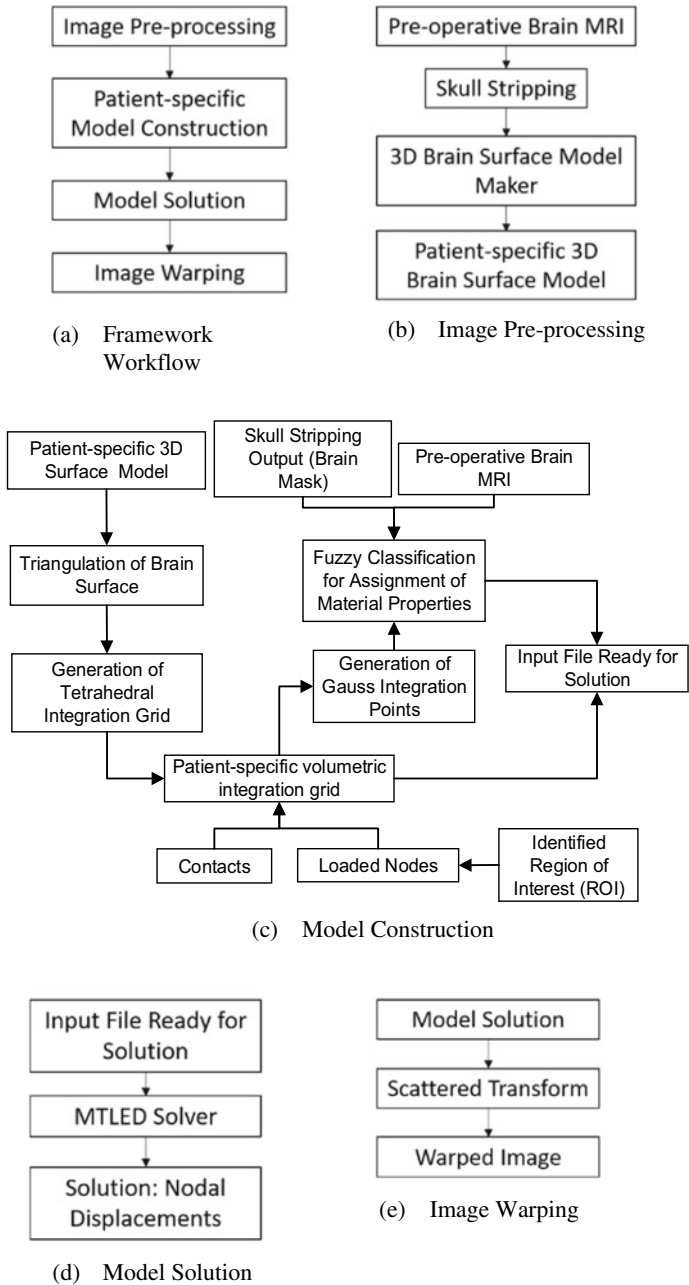 Image Pre-processing
Patient-specific
Model Construction
Model Solution
Image Warping
(a) Framework
Workflow
Pre-operative Brain MRI
Skull Stripping
3D Brain Surface Model
Maker
Patient-specific 3D
Brain Surface Model
(b) Image Pre-processing
Patient-specific 3D
Surface Model
Triangulation of Brain
Surface
Generation of
Tetrahedral
Integration Grid
Skull Stripping
Output (Brain
Mask)
Pre-operative Brain
MRI
Fuzzy Classification
for Assignment of
Material Properties
Generation of
Gauss Integration
Points
Input File Ready for
Solution
Patient-specific volumetric
integration grid
Contacts
Loaded Nodes
Identified
Region of
Interest (ROI)
(c) Model Construction
Input File Ready for
Solution
MTLED Solver
Solution: Nodal
Displacements
(d) Model Solution
Model Solution
Scattered Transform
Warped Image
(e) Image Warping